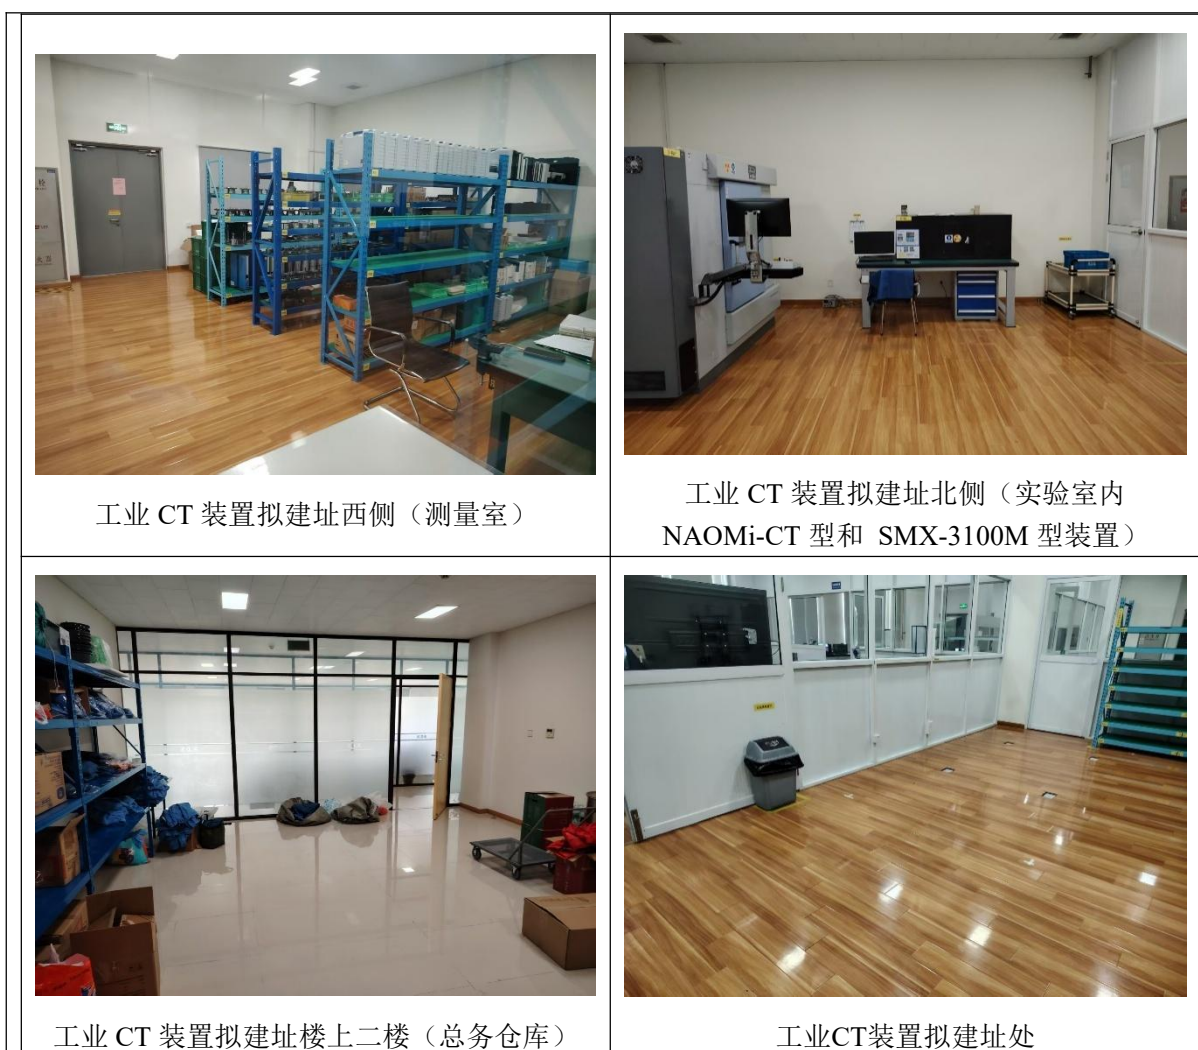 工业 CT 装置拟建址西侧（测量室）
工业 CT 装置拟建址北侧（实验室内
NAOMi-CT 型和 SMX-3100M 型装置）
工业 CT 装置拟建址楼上二楼（总务仓库）
工业CT装置拟建址处